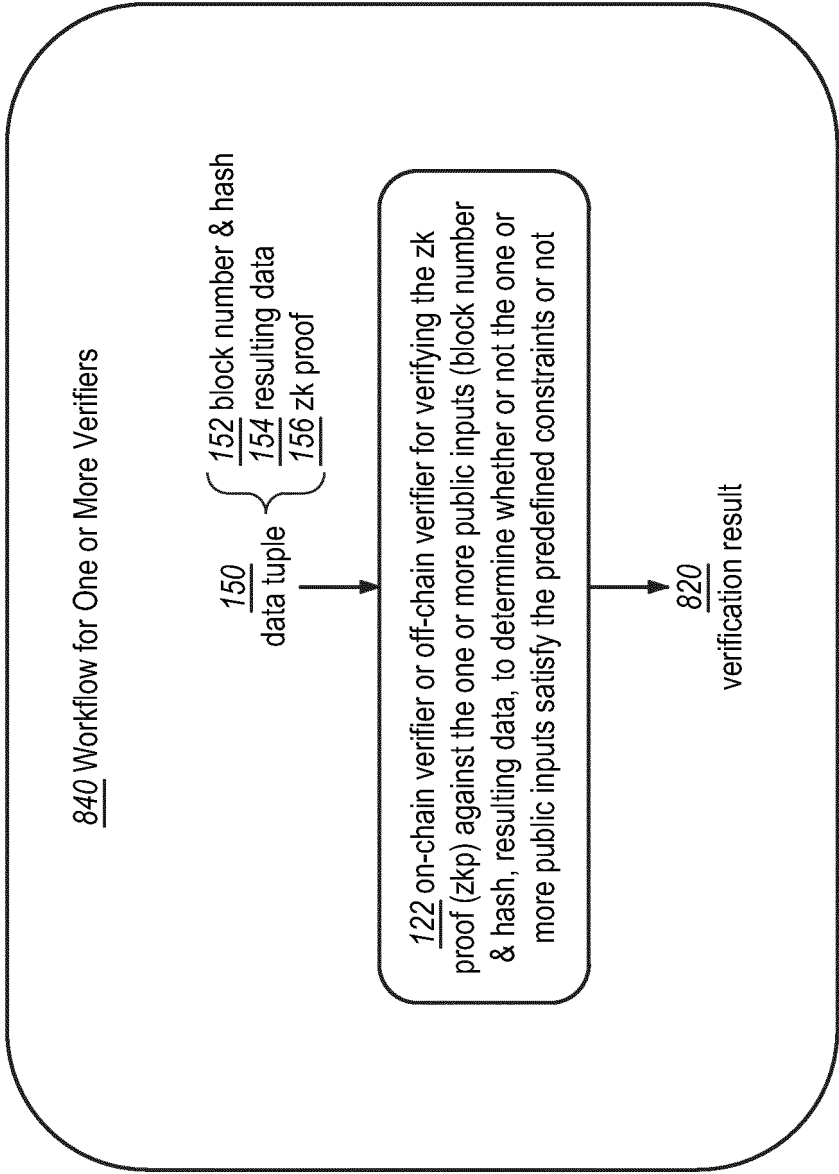 840 Workflow for One or More Verifiers
152 block number & hash
154 resulting data
156 zk proof
150
data tuple
122 on-chain verifier or off-chain verifier for verifying the zk
proof (zkp) against the one or more public inputs (block number
& hash, resulting data, to determine whether or not the one or
more public inputs satisfy the predefined constraints or not
820
verification result